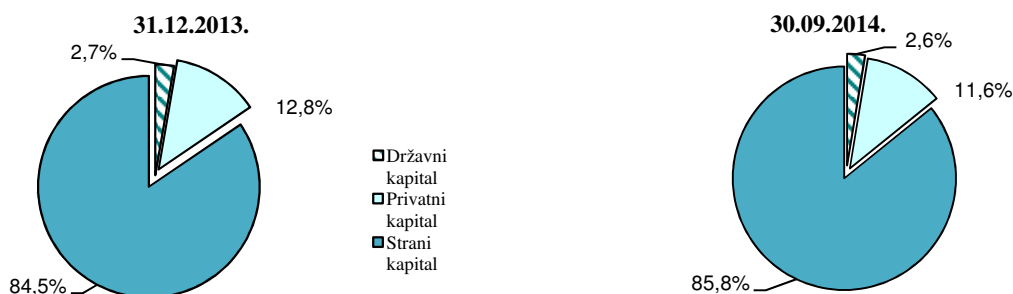 31.12.2013.
2,7%
12,8%
84,5%
Državni
kapital
Privatni
kapital
Strani
kapital
30.09.2014.
2,6%
11,6%
85,8%